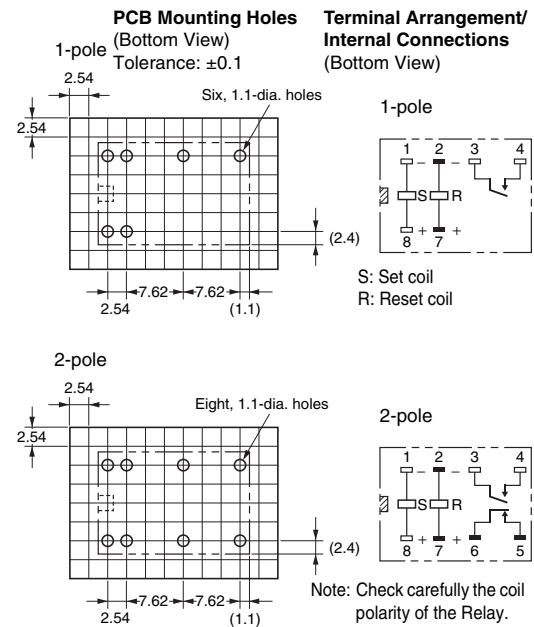 PCB Mounting Holes
(Bottom View)
Tolerance: ±0.1
Terminal Arrangement/
Internal Connections
(Bottom View)
1-pole
2.54
2.54
Six, 1.1-dia. holes
(2.4)
7.62
7.62
2.54
(1.1)
1-pole
1 2 3 4
- -
S R
+ +
8 7
S: Set coil
R: Reset coil
2-pole
2.54
2.54
Eight, 1.1-dia. holes
(2.4)
7.62
7.62
2.54
(1.1)
2-pole
1 2 3 4
- -
S R
+ +
8 7 6 5
Note: Check carefully the coil
polarity of the Relay.